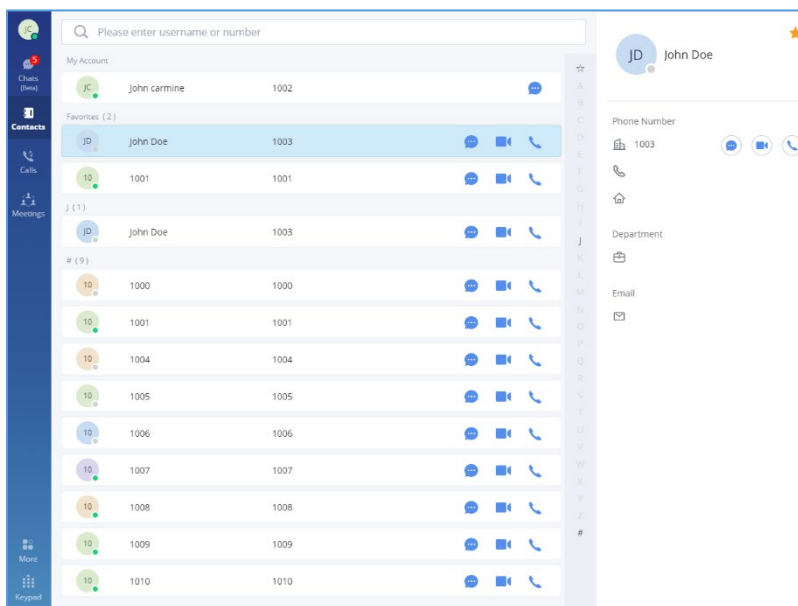 JC
5
Chats
(Beta)
Contacts
Calls
Meetings
More
Keypad
Please enter username or number
My Account
JC John carmine 1002
Favorites ( 2 )
JD John Doe 1003
10 1001 1001
J ( 1 )
JD John Doe 1003
# ( 9 )
10 1000 1000
10 1001 1001
10 1004 1004
10 1005 1005
10 1006 1006
10 1007 1007
10 1008 1008
10 1009 1009
10 1010 1010
A
B
C
D
E
F
G
H
I
J
K
L
M
N
O
P
Q
R
S
T
U
V
W
X
Y
Z
#
JD John Doe
Phone Number
1003
Department
Email